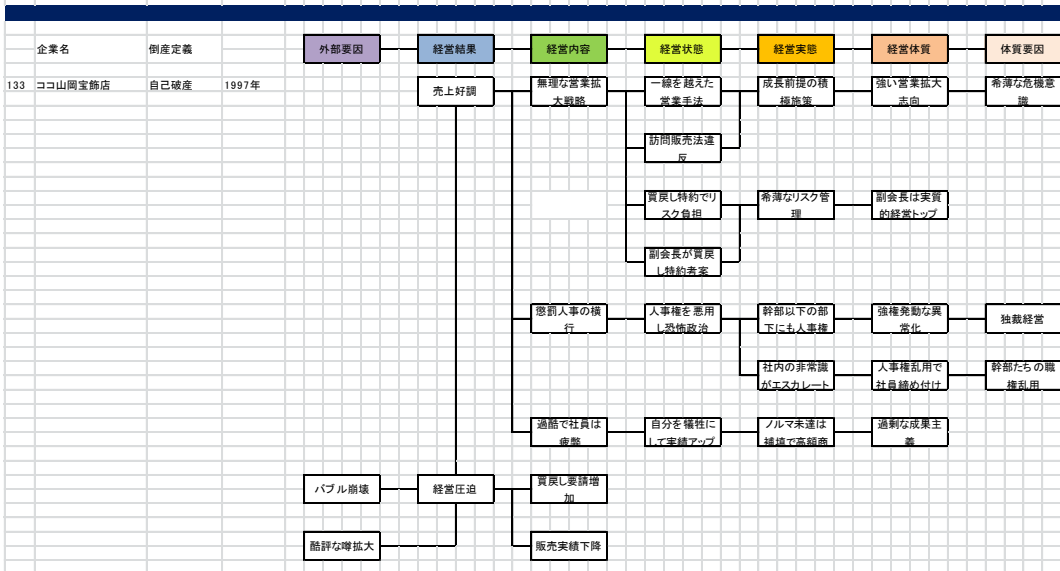 企業名 倒産定義 外部要因 経営結果 経営内容 経営状態 経営実態 経営体質 体質要因
133 ココ山岡宝飾店 自己破産 1997年
売上好調
無理な営業拡
大戦略
一線を越えた
営業手法
成長前提の積
極施策
強い営業拡大
志向
希薄な危機意
識
訪問販売法違
反
買戻し特約でリ
スク負担
希薄なリスク管
理
副会長は実質
的経営トップ
副会長が買戻
し特約考案
懲罰人事の横
行
人事権を悪用
し恐怖政治
幹部以下の部
下にも人事権
強権発動な異
常化
独裁経営
社内の非常識
がエスカレート
人事権乱用で
社員締め付け
幹部たちの職
権乱用
過酷で社員は
疲弊
自分を犠牲に
して実績アップ
ノルマ未達は
補填で高額商
過剰な成果主
義
バブル崩壊
経営圧迫
買戻し要請増
加
酷評な噂拡大
販売実績下降